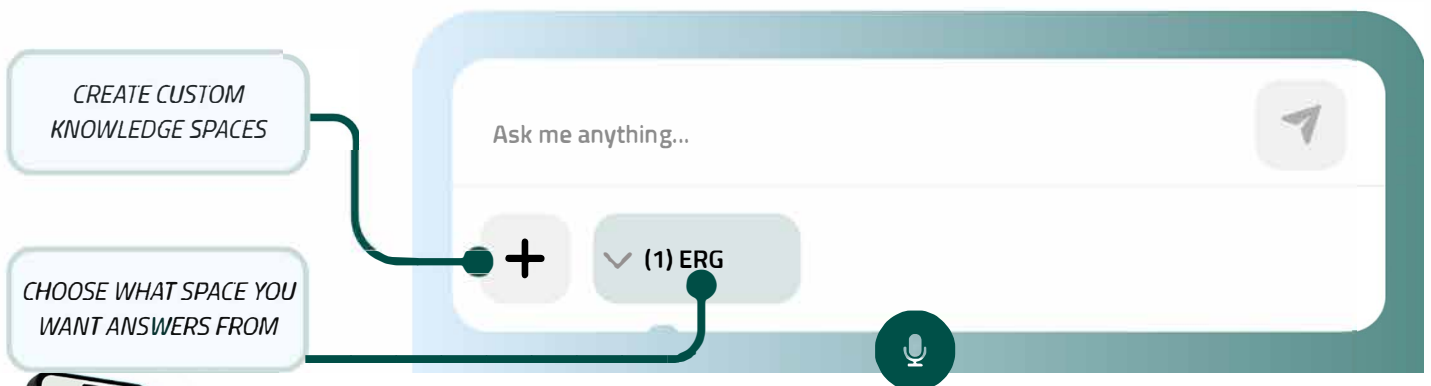 CREATE CUSTOM
KNOWLEDGE SPACES
Ask me anything...
(1) ERG
CHOOSE WHAT SPACE YOU
WANT ANSWERS FROM